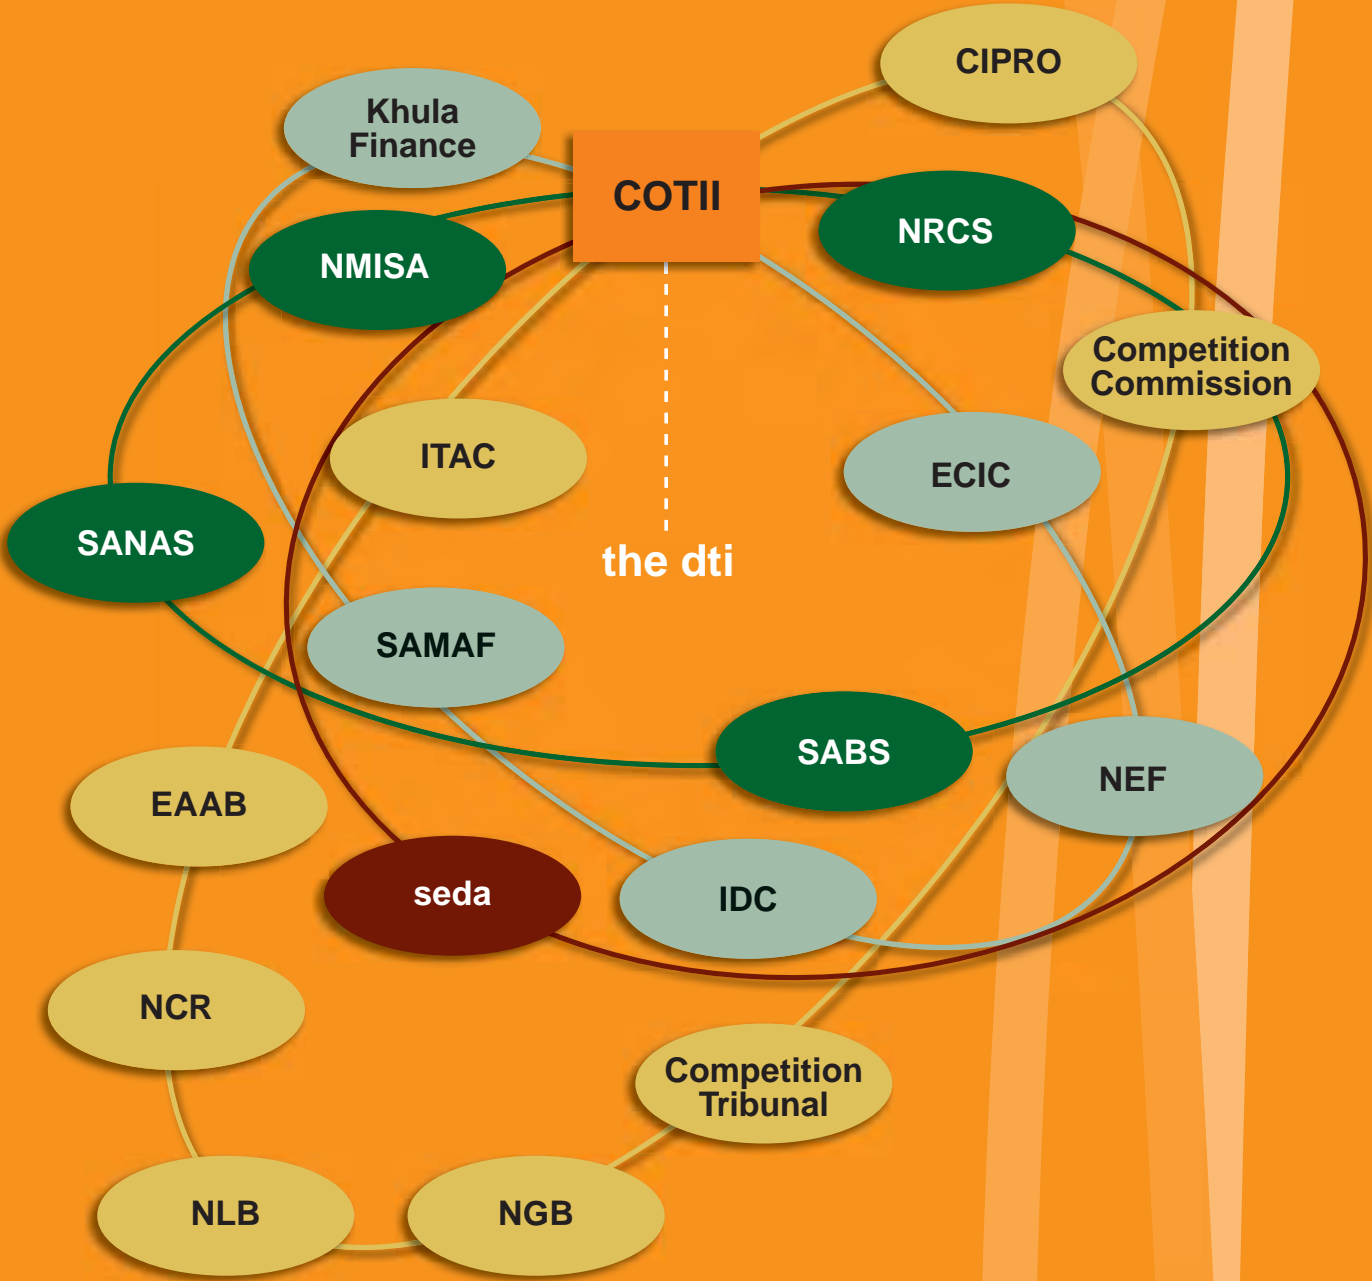 CIPRO
Khula
Finance
COTII
NRCS
NMISA
Competition
Commission
ITAC
ECIC
SANAS
the dti
SAMAF
SABS
NEF
EAAB
seda
IDC
NCR
Competition
Tribunal
NLB
NGB